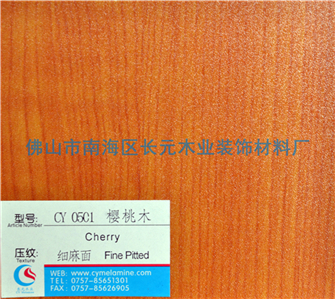 佛山市南海区长元木业装饰材料厂
型号: CY 0501 樱桃木
Article Number
Cherry
压纹: 细麻面 Fine Pitted
Texture
WEB: www.cymelamine.com
TEL: 0757-85651301
FAX: 0757-85626905